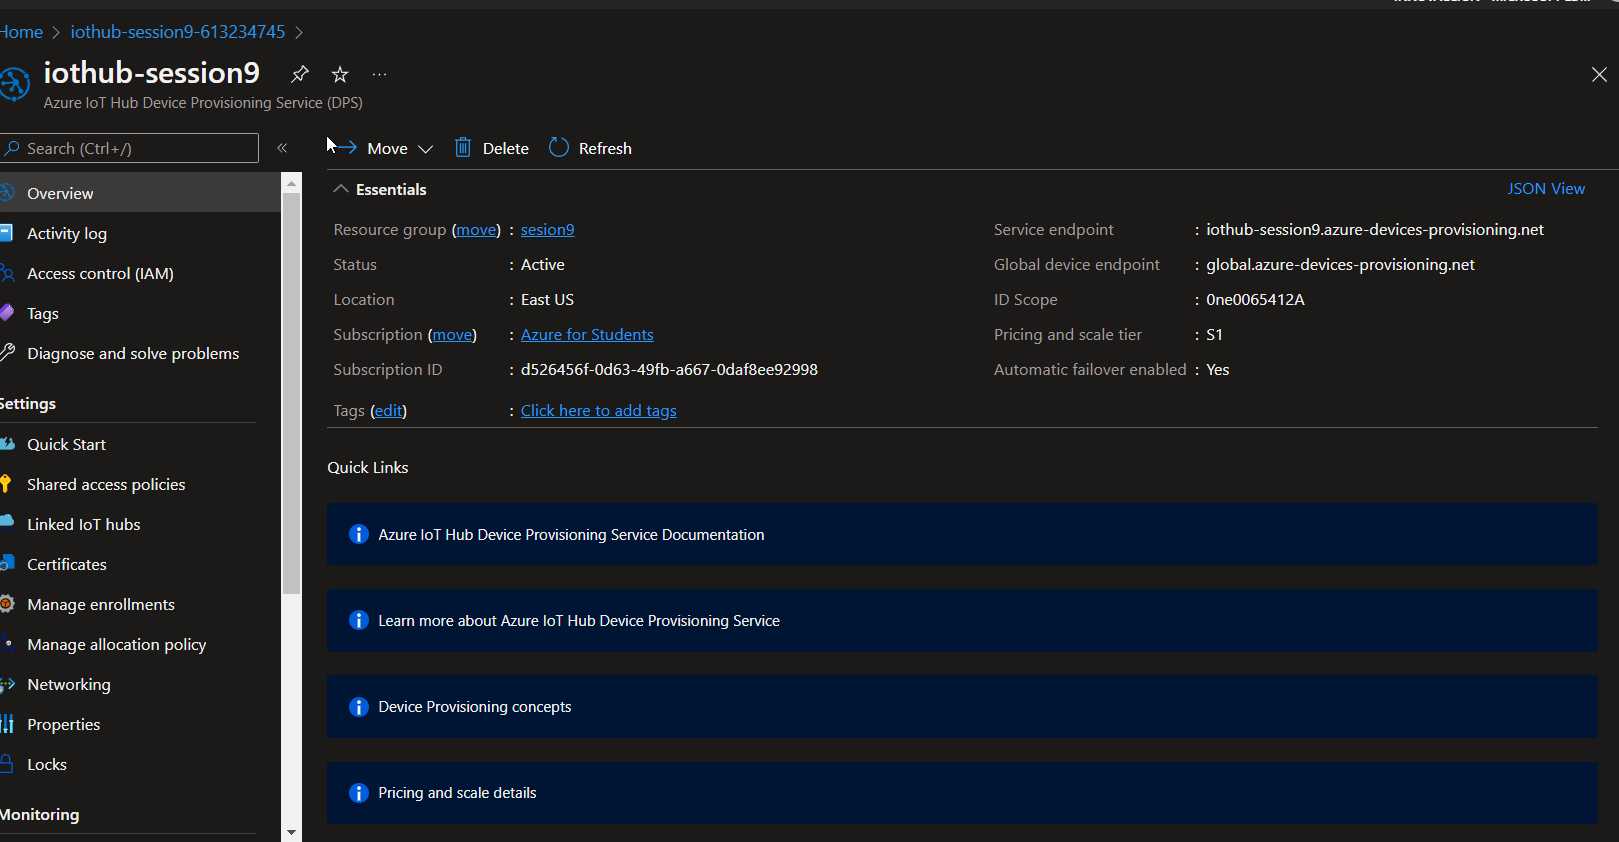 Home > iothub-session9-613234745 >
iothub-session9
Azure IoT Hub Device Provisioning Service (DPS)
Search (Ctrl+/)
«
Move
Delete
Refresh
Overview
Activity log
Access control (IAM)
Tags
Diagnose and solve problems
Settings
Quick Start
Shared access policies
Linked IoT hubs
Certificates
Manage enrollments
Manage allocation policy
Networking
Properties
Locks
Monitoring
Essentials
JSON View
Resource group (move) : sesion9
Status : Active
Location : East US
Subscription (move) : Azure for Students
Subscription ID : d526456f-0d63-49fb-a667-0daf8ee92998
Tags (edit) : Click here to add tags
Service endpoint : iothub-session9.azure-devices-provisioning.net
Global device endpoint : global.azure-devices-provisioning.net
ID Scope : 0ne0065412A
Pricing and scale tier : S1
Automatic failover enabled : Yes
Quick Links
Azure IoT Hub Device Provisioning Service Documentation
Learn more about Azure IoT Hub Device Provisioning Service
Device Provisioning concepts
Pricing and scale details